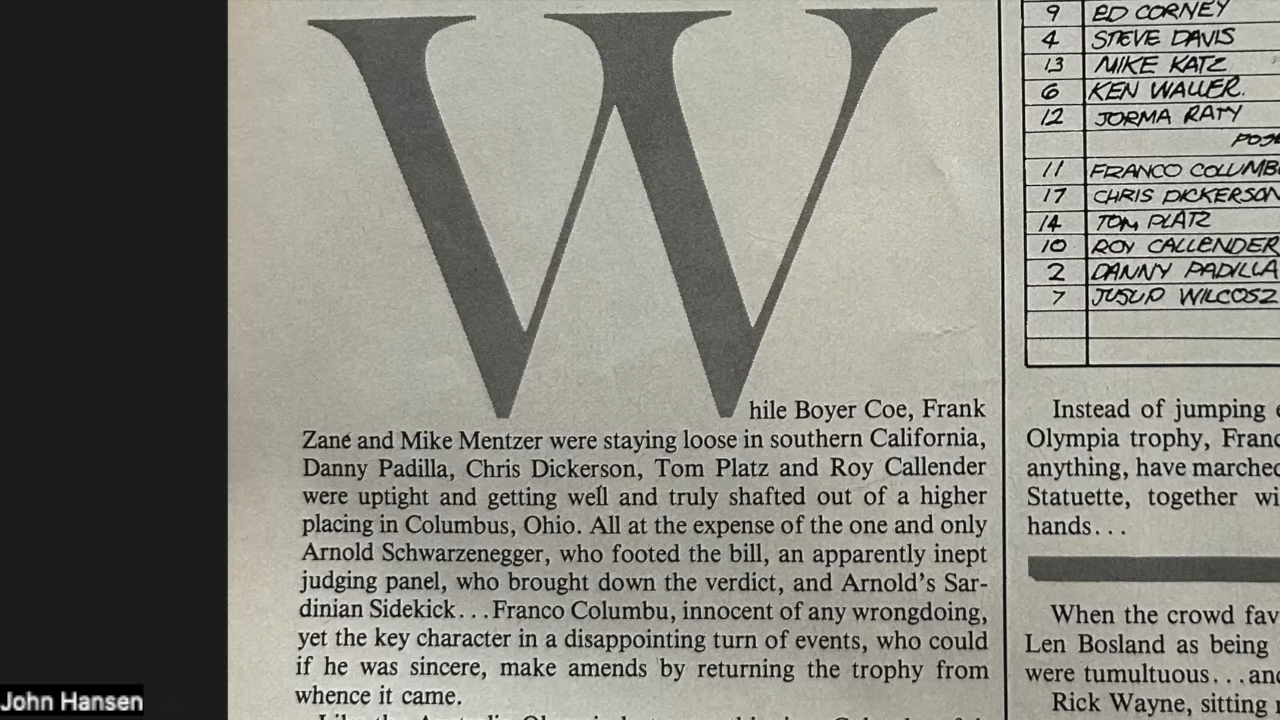 While Boyer Coe, Frank
Zane and Mike Mentzer were staying loose in southern California,
Danny Padilla, Chris Dickerson, Tom Platz and Roy Callender
were uptight and getting well and truly shafted out of a higher
placing in Columbus, Ohio. All at the expense of the one and only
Arnold Schwarzenegger, who footed the bill, an apparently inept
judging panel, who brought down the verdict, and Arnold's Sar-
dinian Sidekick...Franco Columbu, innocent of any wrongdoing,
yet the key character in a disappointing turn of events, who could
if he was sincere, make amends by returning the trophy from
whence it came.
9 ED CORNEY
4 STEVE DAVIS
13 MIKE KATZ
6 KEN WALLER.
12 JORMA RATY
11 FRANCO COLUMB
17 CHRIS DICKERSON
14 TOM PLATZ
10 ROY CALLENDER
2 DANNY PADILLA
7 JUSUP WILCOSZ
Instead of jumping
Olympia trophy, Franc
anything, have marched
Statuette, together wi
hands...
When the crowd fav
Len Bosland as being
were tumultuous...and
Rick Wayne, sitting
John Hansen